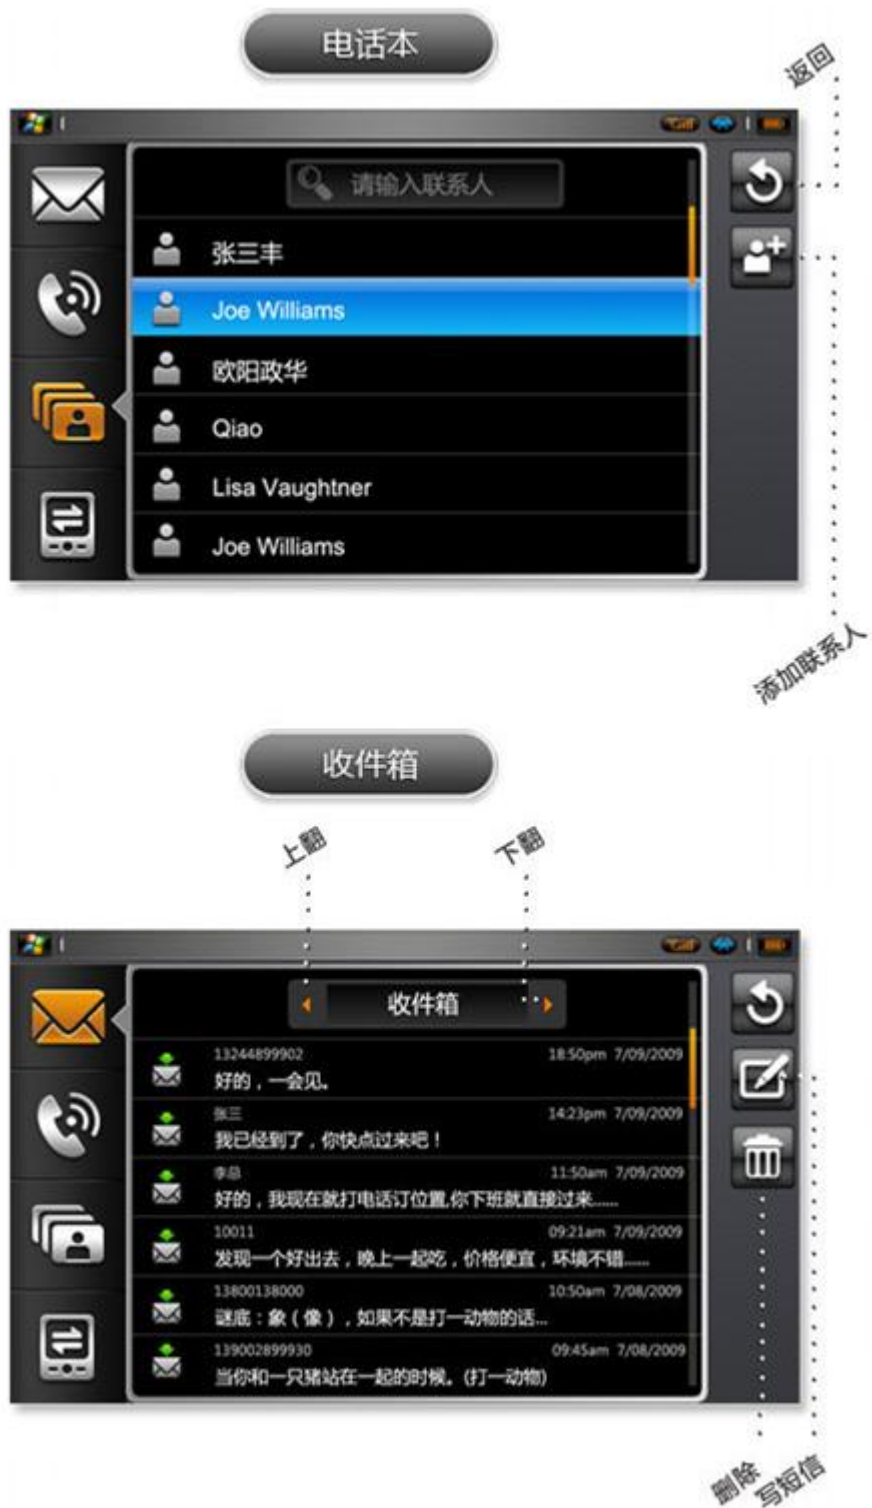 电话本
返回
请输入联系人
张三丰
Joe Williams
欧阳政华
Qiao
Lisa Vaughtner
Joe Williams
添加联系人
收件箱
上翻
下翻
收件箱
13244899902 18:50pm 7/09/2009
好的，一会见。
张三 14:23pm 7/09/2009
我已经到了，你快点过来吧！
李总 11:50am 7/09/2009
好的，我现在就打电话订位置,你下班就直接过来......
10011 09:21am 7/09/2009
发现一个好出去，晚上一起吃，价格便宜，环境不错......
13800138000 10:50am 7/08/2009
谜底：象（像），如果不是打一动物的话...
139002899930 09:45am 7/08/2009
当你和一只猪站在一起的时候。(打一动物)
删除
写短信